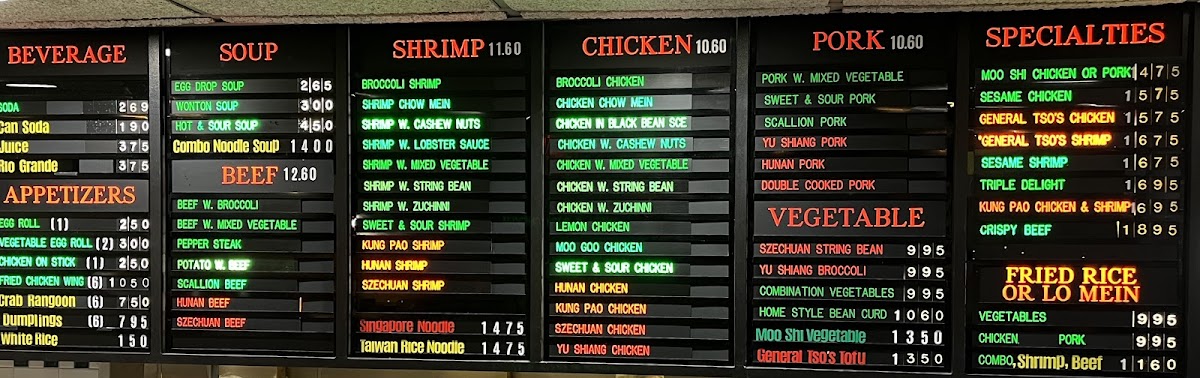 BEVERAGE
SODA 2 6 9
Can Soda 1 9 0
Juice 3 7 5
Rio Grande 3 7 5
APPETIZERS
EGG ROLL (1) 2 5 0
VEGETABLE EGG ROLL (2) 3 0 0
CHICKEN ON STICK (1) 2 5 0
FRIED CHICKEN WING (6) 1 0 5 0
Crab Rangoon (6) 7 5 0
Dumplings (6) 7 9 5
White Rice 1 5 0
SOUP
EGG DROP SOUP 2 6 5
WONTON SOUP 3 0 0
HOT & SOUR SOUP 4 5 0
Combo Noodle Soup 1 4 0 0
BEEF 12.60
BEEF W. BROCCOLI
BEEF W. MIXED VEGETABLE
PEPPER STEAK
POTATO W. BEEF
SCALLION BEEF
HUNAN BEEF
SZECHUAN BEEF
SHRIMP 11.60
BROCCOLI SHRIMP
SHRIMP CHOW MEIN
SHRIMP W. CASHEW NUTS
SHRIMP W. LOBSTER SAUCE
SHRIMP W. MIXED VEGETABLE
SHRIMP W. STRING BEAN
SHRIMP W. ZUCHINNI
SWEET & SOUR SHRIMP
KUNG PAO SHRIMP
HUNAN SHRIMP
SZECHUAN SHRIMP
Singapore Noodle 1 4 7 5
Taiwan Rice Noodle 1 4 7 5
CHICKEN 10.60
BROCCOLI CHICKEN
CHICKEN CHOW MEIN
CHICKEN IN BLACK BEAN SCE
CHICKEN W. CASHEW NUTS
CHICKEN W. MIXED VEGETABLE
CHICKEN W. STRING BEAN
CHICKEN W. ZUCHINNI
LEMON CHICKEN
MOO GOO CHICKEN
SWEET & SOUR CHICKEN
HUNAN CHICKEN
KUNG PAO CHICKEN
SZECHUAN CHICKEN
YU SHIANG CHICKEN
PORK 10.60
PORK W. MIXED VEGETABLE
SWEET & SOUR PORK
SCALLION PORK
YU SHIANG PORK
HUNAN PORK
DOUBLE COOKED PORK
VEGETABLE
SZECHUAN STRING BEAN 9 9 5
YU SHIANG BROCCOLI 9 9 5
COMBINATION VEGETABLES 9 9 5
HOME STYLE BEAN CURD 1 0 6 0
Moo Shi Vegetable 1 3 5 0
General Tso's Tofu 1 3 5 0
SPECIALTIES
MOO SHI CHICKEN OR PORK 1 4 7 5
SESAME CHICKEN 1 5 7 5
GENERAL TSO'S CHICKEN 1 5 7 5
GENERAL TSO'S SHRIMP 1 6 7 5
SESAME SHRIMP 1 6 7 5
TRIPLE DELIGHT 1 6 9 5
KUNG PAO CHICKEN & SHRIMP 1 6 9 5
CRISPY BEEF 1 8 9 5
FRIED RICE
OR LO MEIN
VEGETABLES 9 9 5
CHICKEN PORK 9 9 5
COMBO, Shrimp, Beef 1 1 6 0